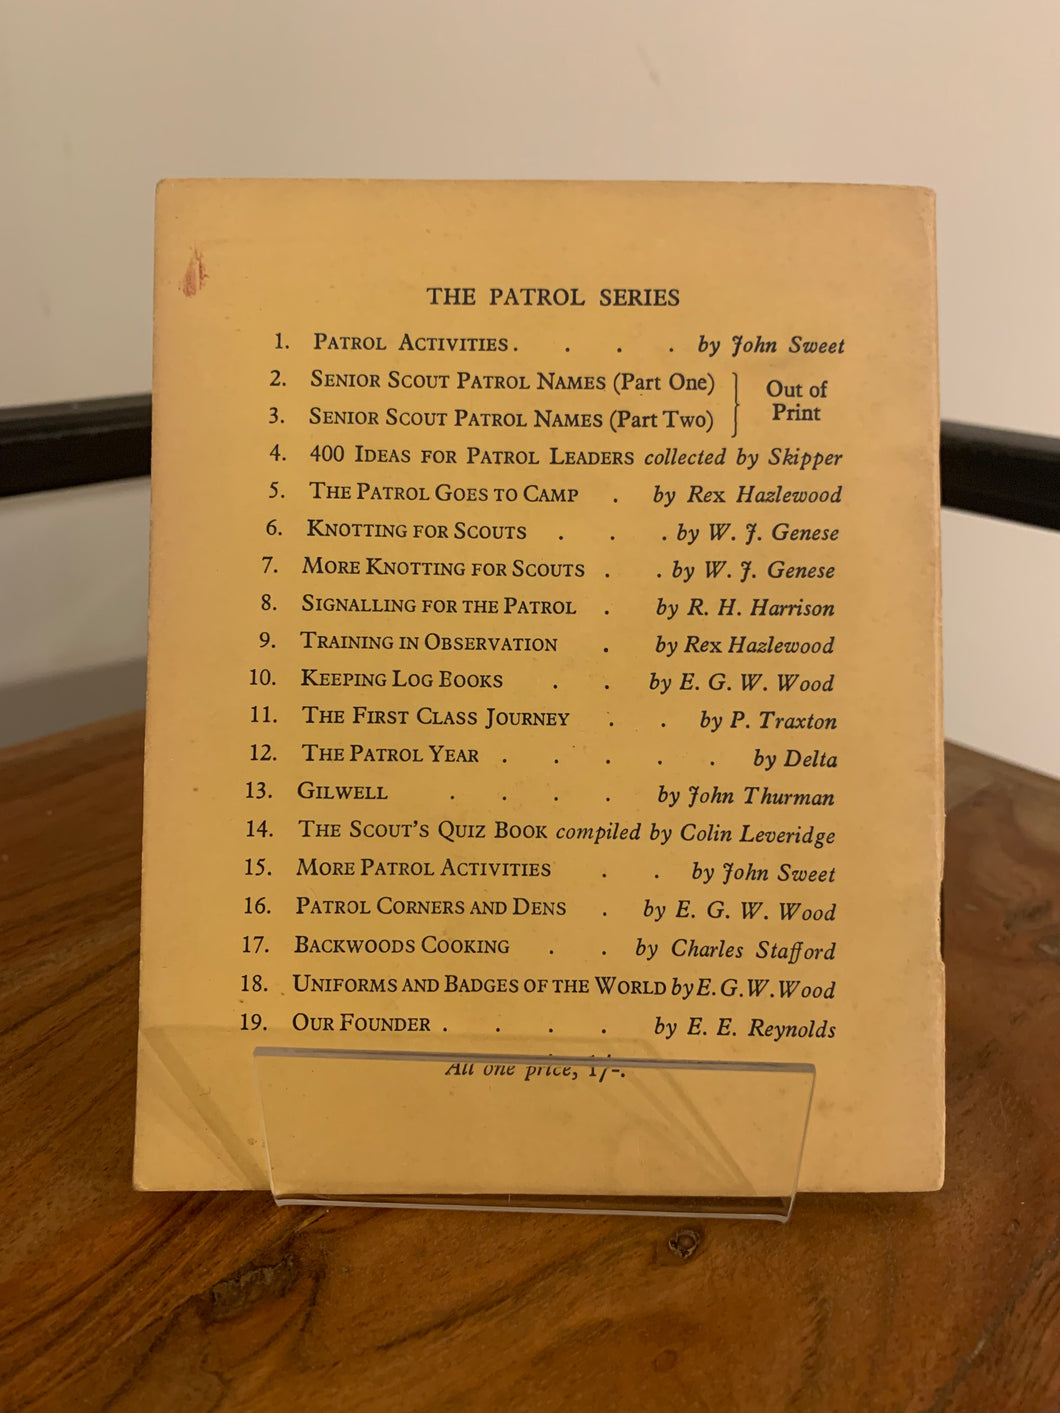 THE PATROL SERIES
1. PATROL ACTIVITIES . . . . by John Sweet
2. SENIOR SCOUT PATROL NAMES (Part One)
3. SENIOR SCOUT PATROL NAMES (Part Two)
Out of
Print
4. 400 IDEAS FOR PATROL LEADERS collected by Skipper
5. THE PATROL GOES TO CAMP . by Rex Hazlewood
6. KNOTTING FOR SCOUTS . . . by W. J. Genese
7. MORE KNOTTING FOR SCOUTS . . by W. J. Genese
8. SIGNALLING FOR THE PATROL . by R. H. Harrison
9. TRAINING IN OBSERVATION . by Rex Hazlewood
10. KEEPING LOG BOOKS . . by E. G. W. Wood
11. THE FIRST CLASS JOURNEY . . by P. Traxton
12. THE PATROL YEAR . . . . . by Delta
13. GILWELL . . . . by John Thurman
14. THE SCOUT'S QUIZ BOOK compiled by Colin Leveridge
15. MORE PATROL ACTIVITIES . . by John Sweet
16. PATROL CORNERS AND DENS . by E. G. W. Wood
17. BACKWOODS COOKING . . by Charles Stafford
18. UNIFORMS AND BADGES OF THE WORLD by E. G. W. Wood
19. OUR FOUNDER . . . . by E. E. Reynolds
All one price, 1/-.